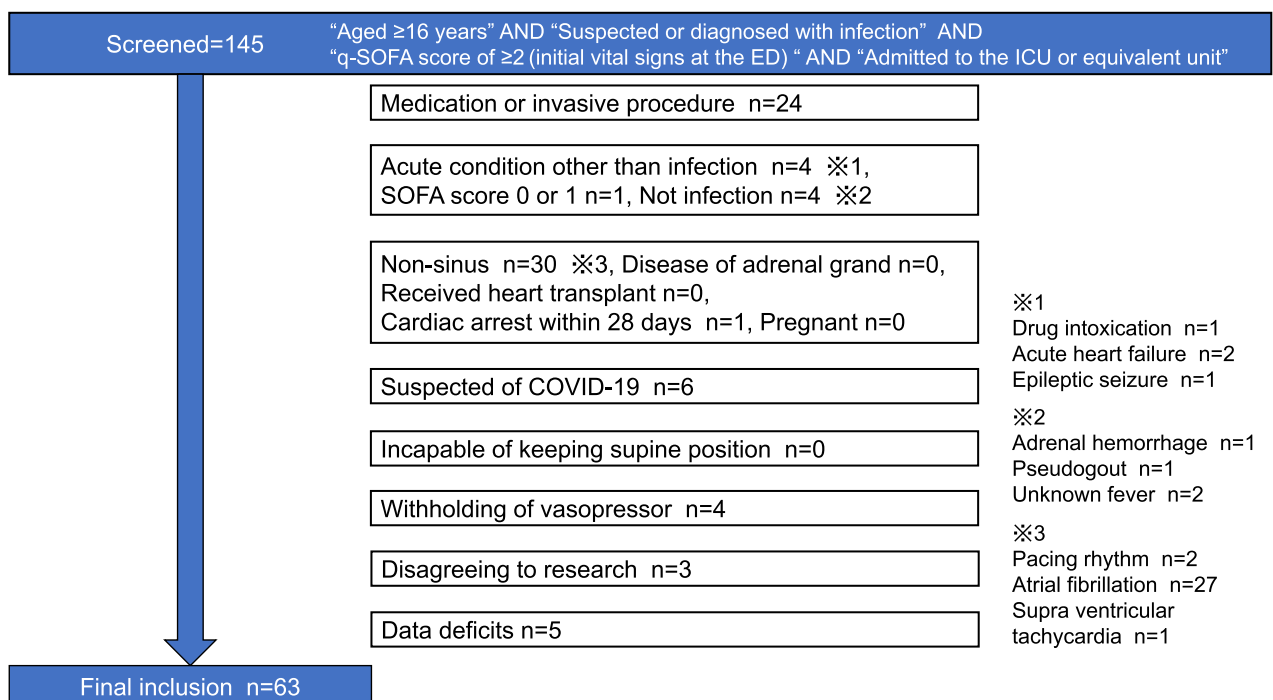 Screened=145
“Aged ≥16 years” AND “Suspected or diagnosed with infection” AND
“q-SOFA score of ≥2 (initial vital signs at the ED) “ AND “Admitted to the ICU or equivalent unit”
Medication or invasive procedure n=24
Acute condition other than infection n=4 ※1,
SOFA score 0 or 1 n=1, Not infection n=4 ※2
Non-sinus n=30 ※3, Disease of adrenal grand n=0,
Received heart transplant n=0,
Cardiac arrest within 28 days n=1, Pregnant n=0
Suspected of COVID-19 n=6
Incapable of keeping supine position n=0
Withholding of vasopressor n=4
Disagreeing to research n=3
Data deficits n=5
※1
Drug intoxication n=1
Acute heart failure n=2
Epileptic seizure n=1
※2
Adrenal hemorrhage n=1
Pseudogout n=1
Unknown fever n=2
※3
Pacing rhythm n=2
Atrial fibrillation n=27
Supra ventricular
tachycardia n=1
Final inclusion n=63